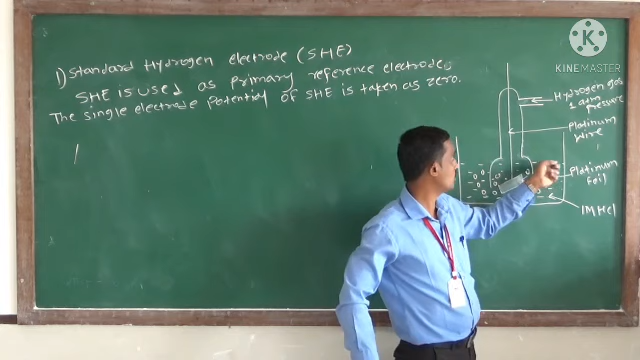 KINEMASTER
1) Standard Hydrogen electrode (SHE)
SHE is used as primary reference electrode.
The single electrode potential of SHE is taken as zero.
Hydrogen gas
1 atm
pressure
Platinum
wire
Platinum
foil
1M Hcl